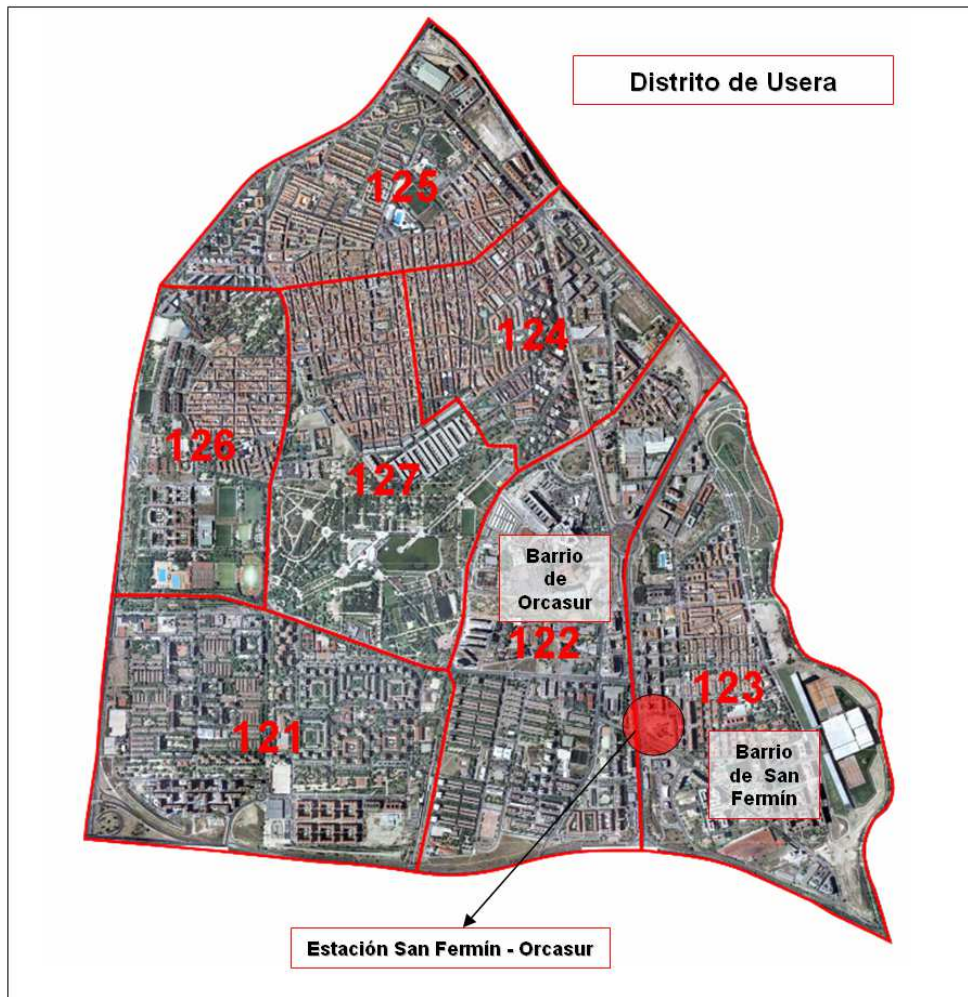 Distrito de Usera
125
124
126
127
Barrio
de
Orcasur
122
123
121
Barrio
de San
Fermín
Estación San Fermín - Orcasur